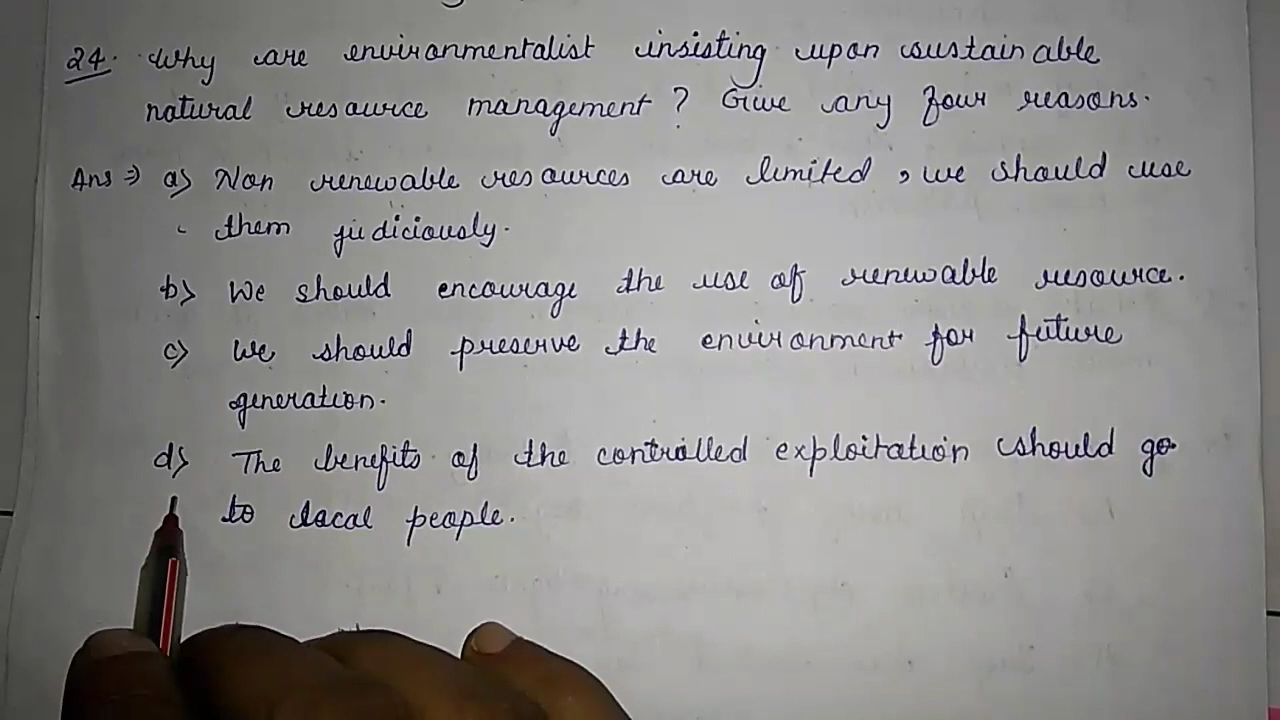 24. Why are environmentalist insisting upon sustainable
natural resource management? Give any four reasons.
Ans ⇒ a> Non renewable resources are limited, we should use
them judiciously.
b> We should encourage the use of renewable resource.
c> We should preserve the environment for future
generation.
d> The benefits of the controlled exploitation should go
to local people.